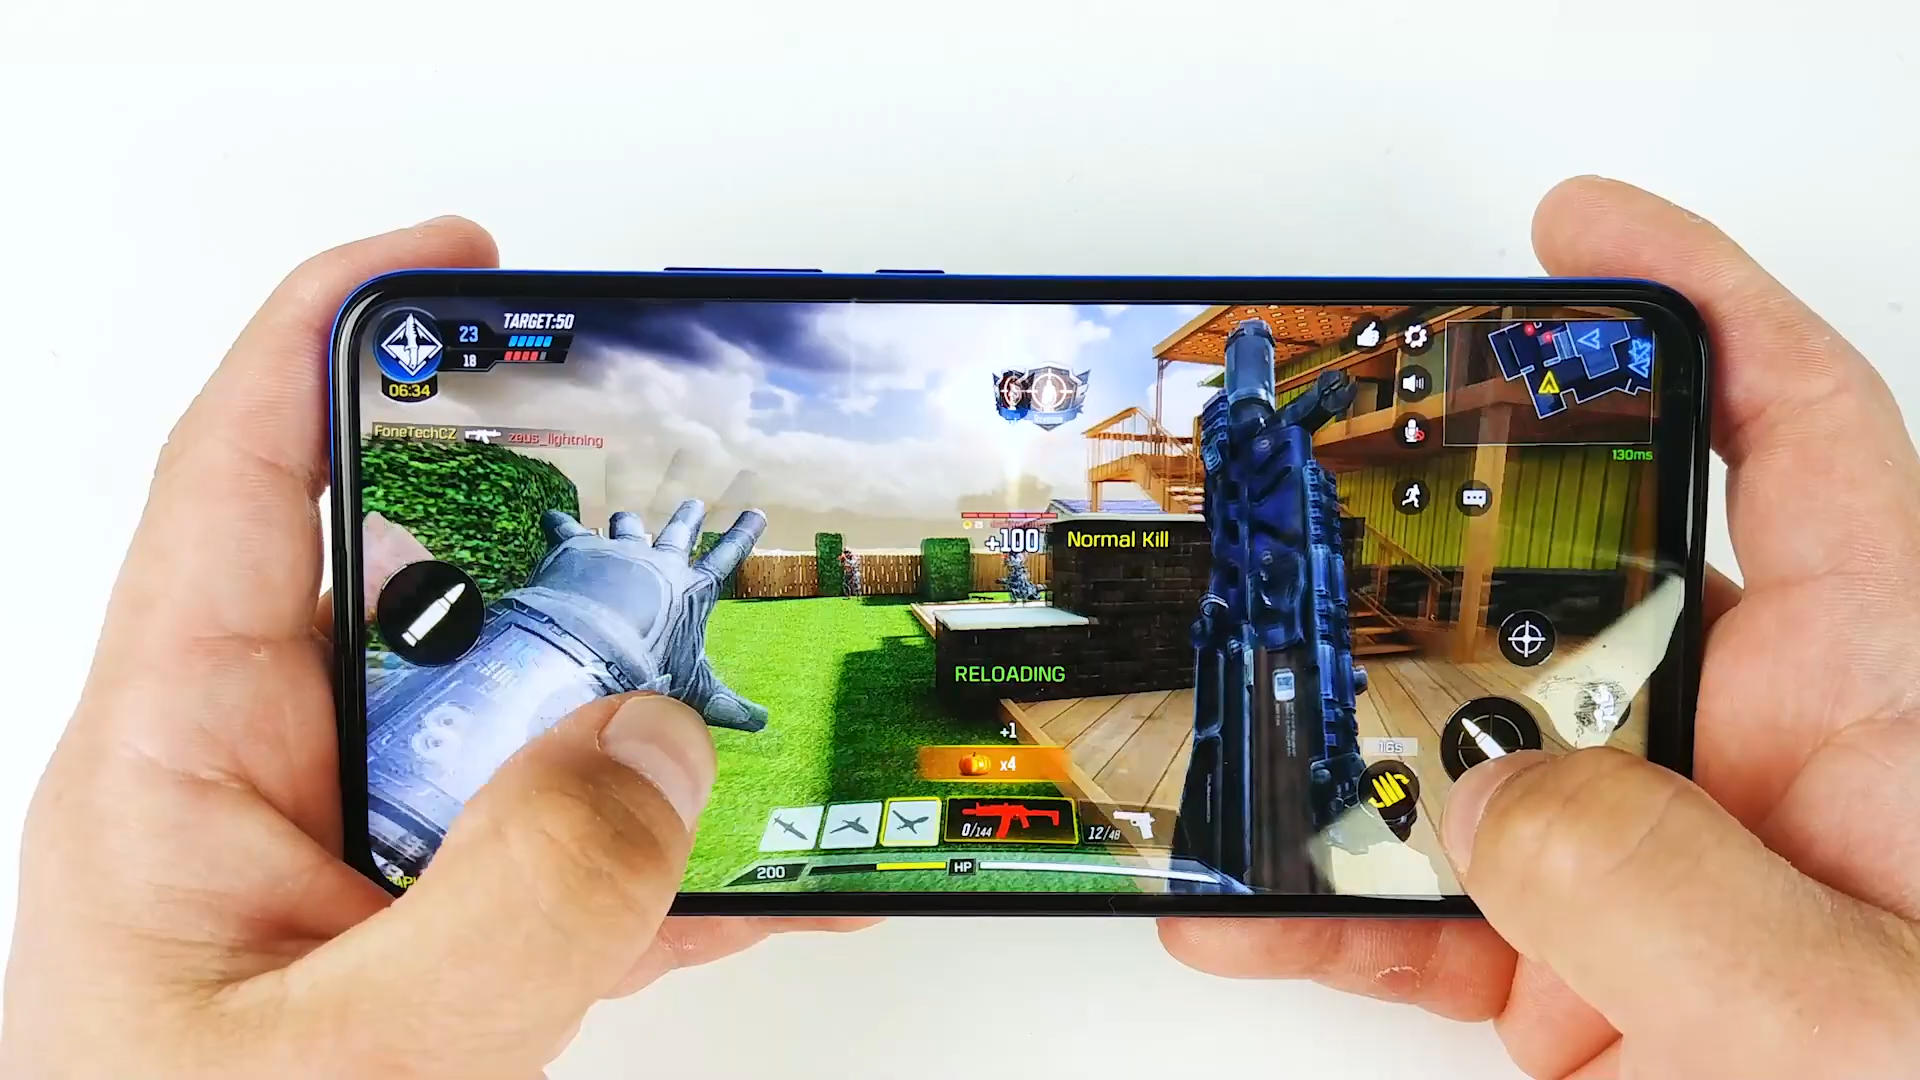 TARGET:50
23
18
06:34
FoneTechCZ
zeus_lightning
130ms
+100
Normal Kill
RELOADING
+1
x4
16S
0/144
12/48
200
HP